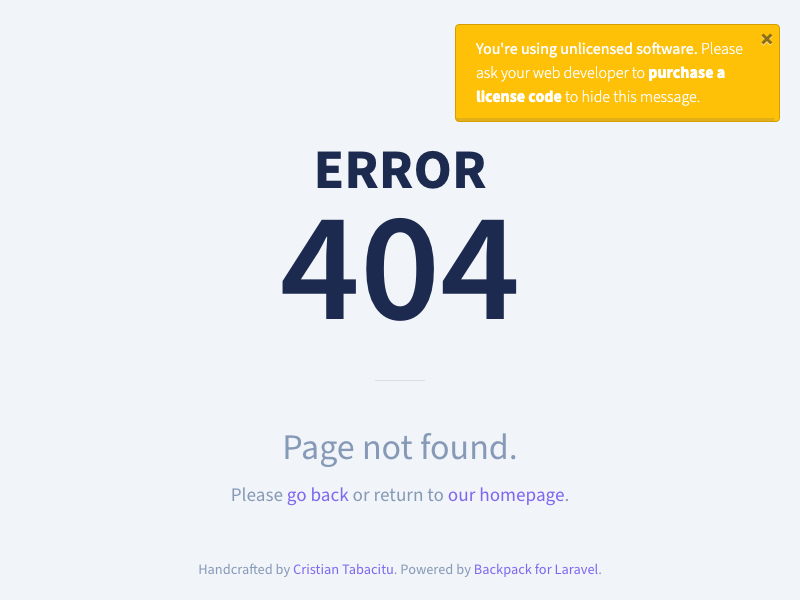 You're using unlicensed software. Please
ask your web developer to purchase a
license code to hide this message.
×
ERROR
404
Page not found.
Please go back or return to our homepage.
Handcrafted by Cristian Tabacitu. Powered by Backpack for Laravel.